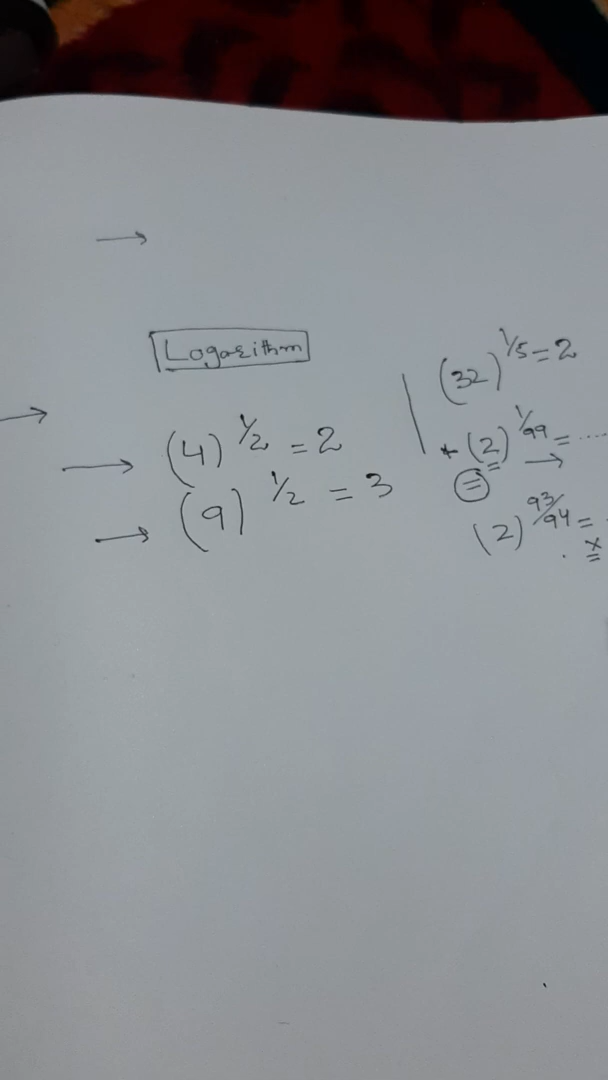 →
Logarithm
→
→ (4)^1/2 = 2
→ (9)^1/2 = 3
(32)^1/5 = 2
* (2)^1/99 = ....
→
=
(2)^93/94 = .
x